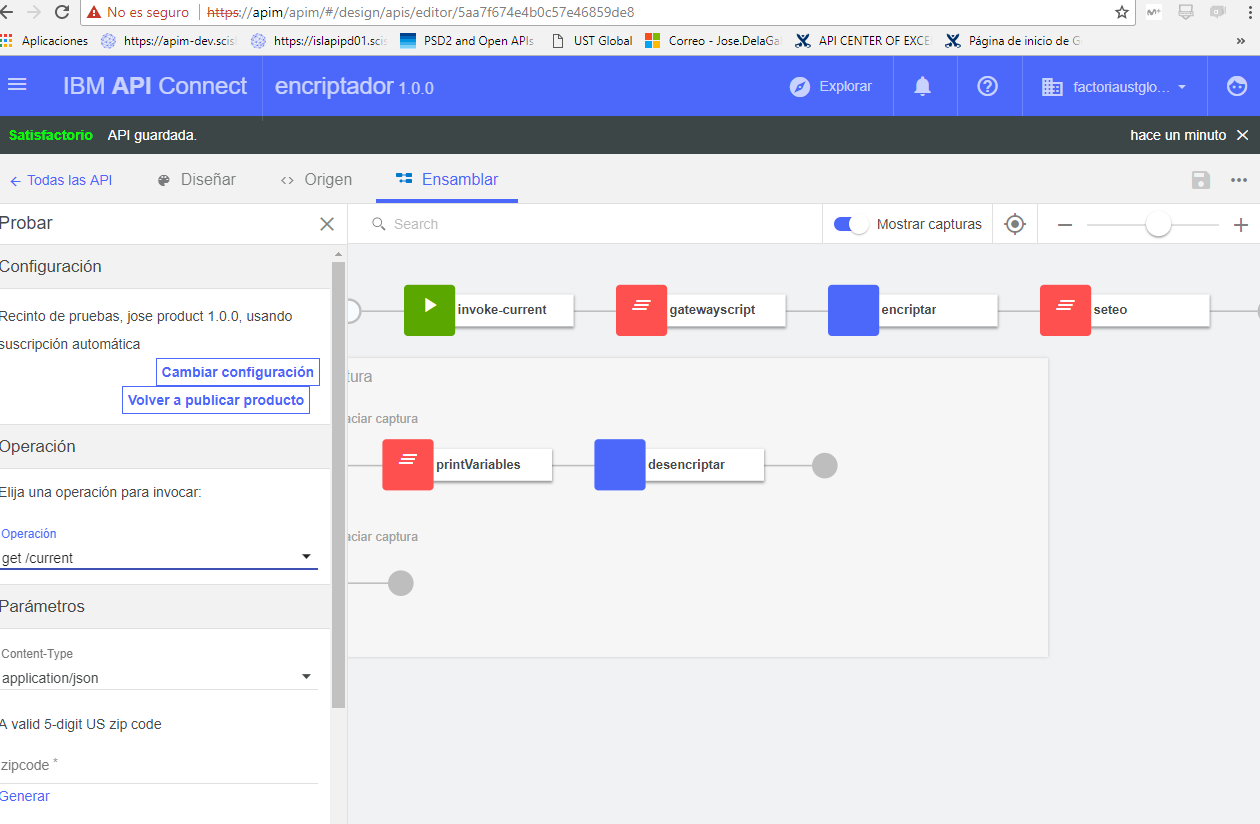 No es seguro | https://apim/apim/#/design/apis/editor/5aa7f674e4b0c57e46859de8
Aplicaciones https://apim-dev.scisl https://islapipd01.scis PSD2 and Open APIs UST Global Correo - Jose.DelaGa API CENTER OF EXCE Página de inicio de G »
IBM API Connect encriptador 1.0.0 Explorar factoriaustglo...
Satisfactorio API guardada. hace un minuto
Todas las API Diseñar Origen Ensamblar
Probar Search Mostrar capturas
Configuración
invoke-current gatewayscript encriptar seteo
Recinto de pruebas, jose product 1.0.0, usando
suscripción automática
Cambiar configuración
Volver a publicar producto
tura
aciar captura
Operación
printVariables desencriptar
Elija una operación para invocar:
Operación
aciar captura
get /current
Parámetros
Content-Type
application/json
A valid 5-digit US zip code
zipcode *
Generar